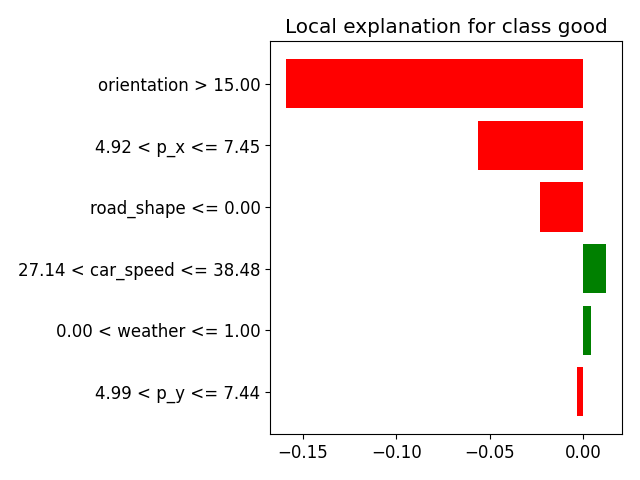 Local explanation for class good
orientation > 15.00
4.92 < p_x <= 7.45
road_shape <= 0.00
27.14 < car_speed <= 38.48
0.00 < weather <= 1.00
4.99 < p_y <= 7.44
−0.15 −0.10 −0.05 0.00